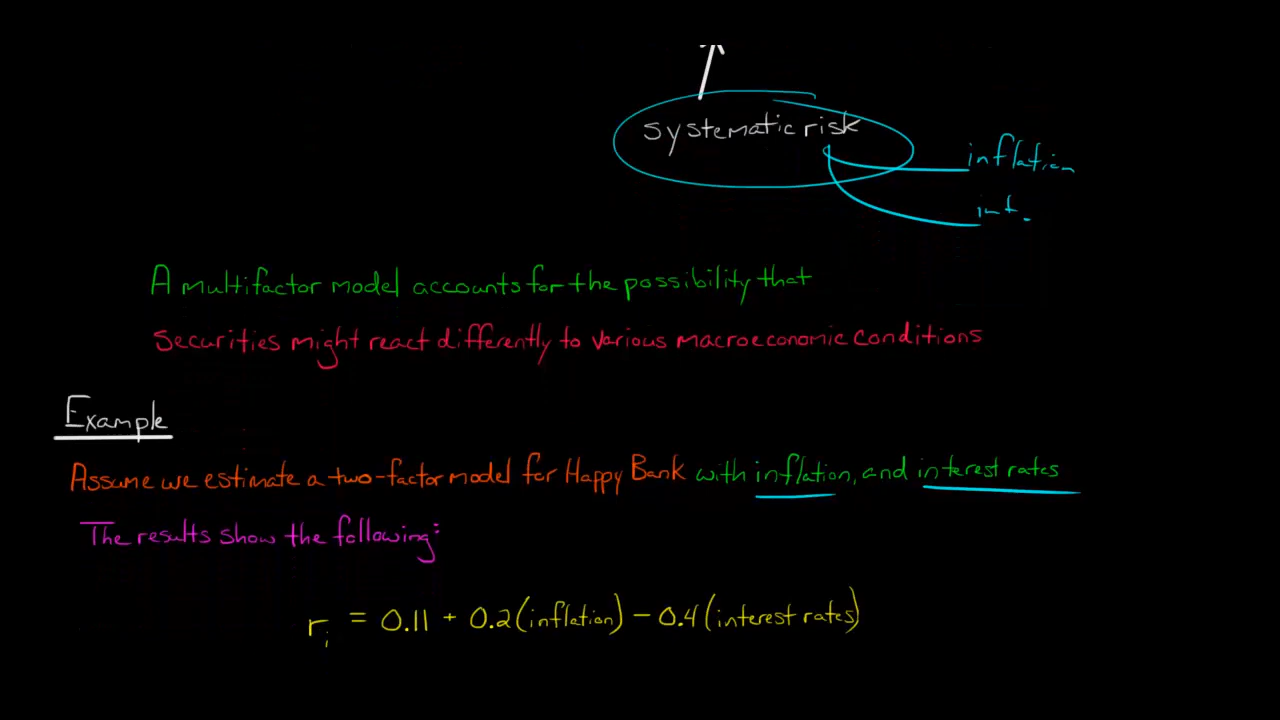 systematic risk
inflation
int.
A multifactor model accounts for the possibility that
securities might react differently to various macroeconomic conditions
Example
Assume we estimate a two-factor model for Happy Bank with inflation, and interest rates
The results show the following:
r_i = 0.11 + 0.2(inflation) - 0.4(interest rates)